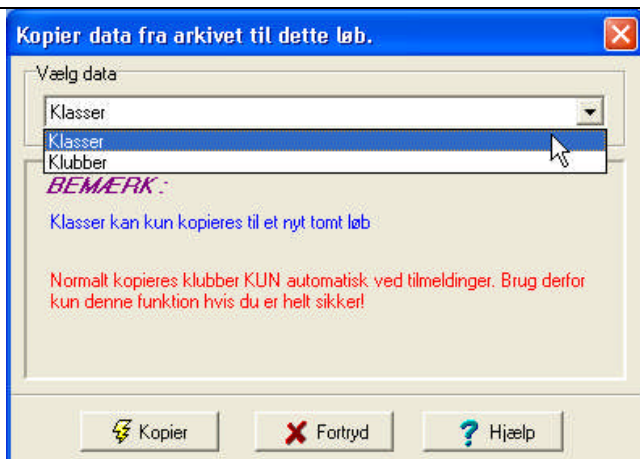 Kopier data fra arkivet til dette løb.
Vælg data
Klasser
Klasser
Klubber
BEMÆRK :
Klasser kan kun kopieres til et nyt tomt løb
Normalt kopieres klubber KUN automatisk ved tilmeldinger. Brug derfor
kun denne funktion hvis du er helt sikker!
Kopier
Fortryd
Hjælp